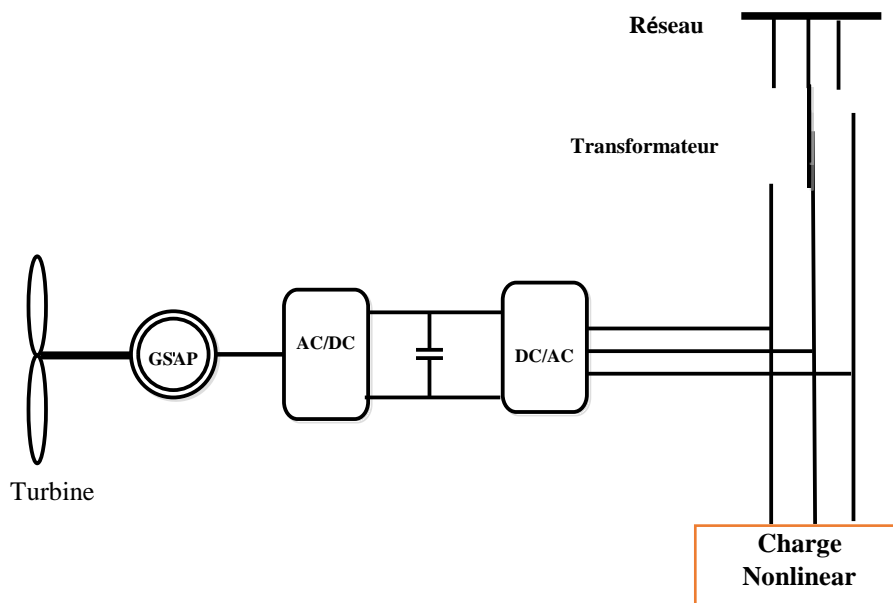 Réseau
Transformateur
AC/DC
GS'AP
DC/AC
Turbine
Charge
Nonlinear